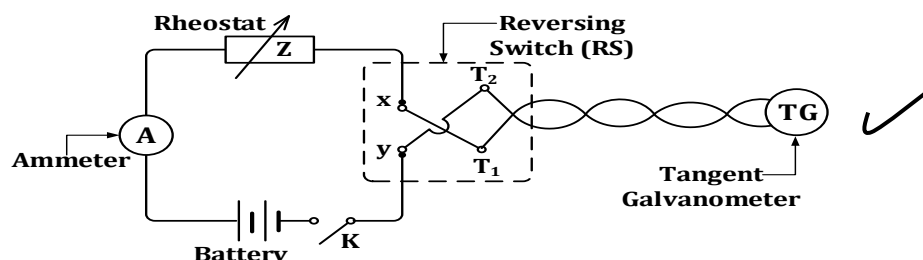 Rheostat
Z
Reversing
Switch (RS)
T₂
x
TG
A
y
T₁
Ammeter
Tangent
Galvanometer
K
Battery